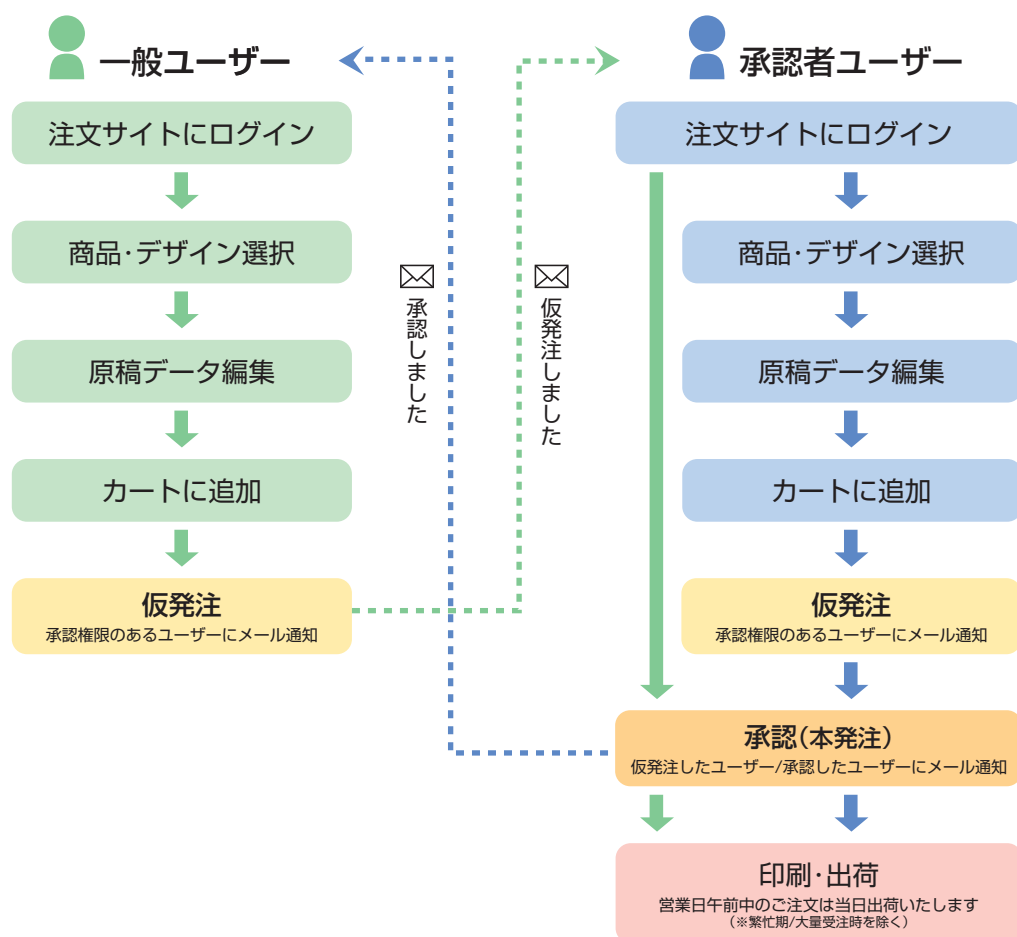 一般ユーザー
注文サイトにログイン
商品・デザイン選択
原稿データ編集
カートに追加
仮発注
承認権限のあるユーザーにメール通知
承認しました
仮発注しました
承認者ユーザー
注文サイトにログイン
商品・デザイン選択
原稿データ編集
カートに追加
仮発注
承認権限のあるユーザーにメール通知
承認(本発注)
仮発注したユーザー/承認したユーザーにメール通知
印刷・出荷
営業日午前中のご注文は当日出荷いたします
(※繁忙期/大量受注時を除く)